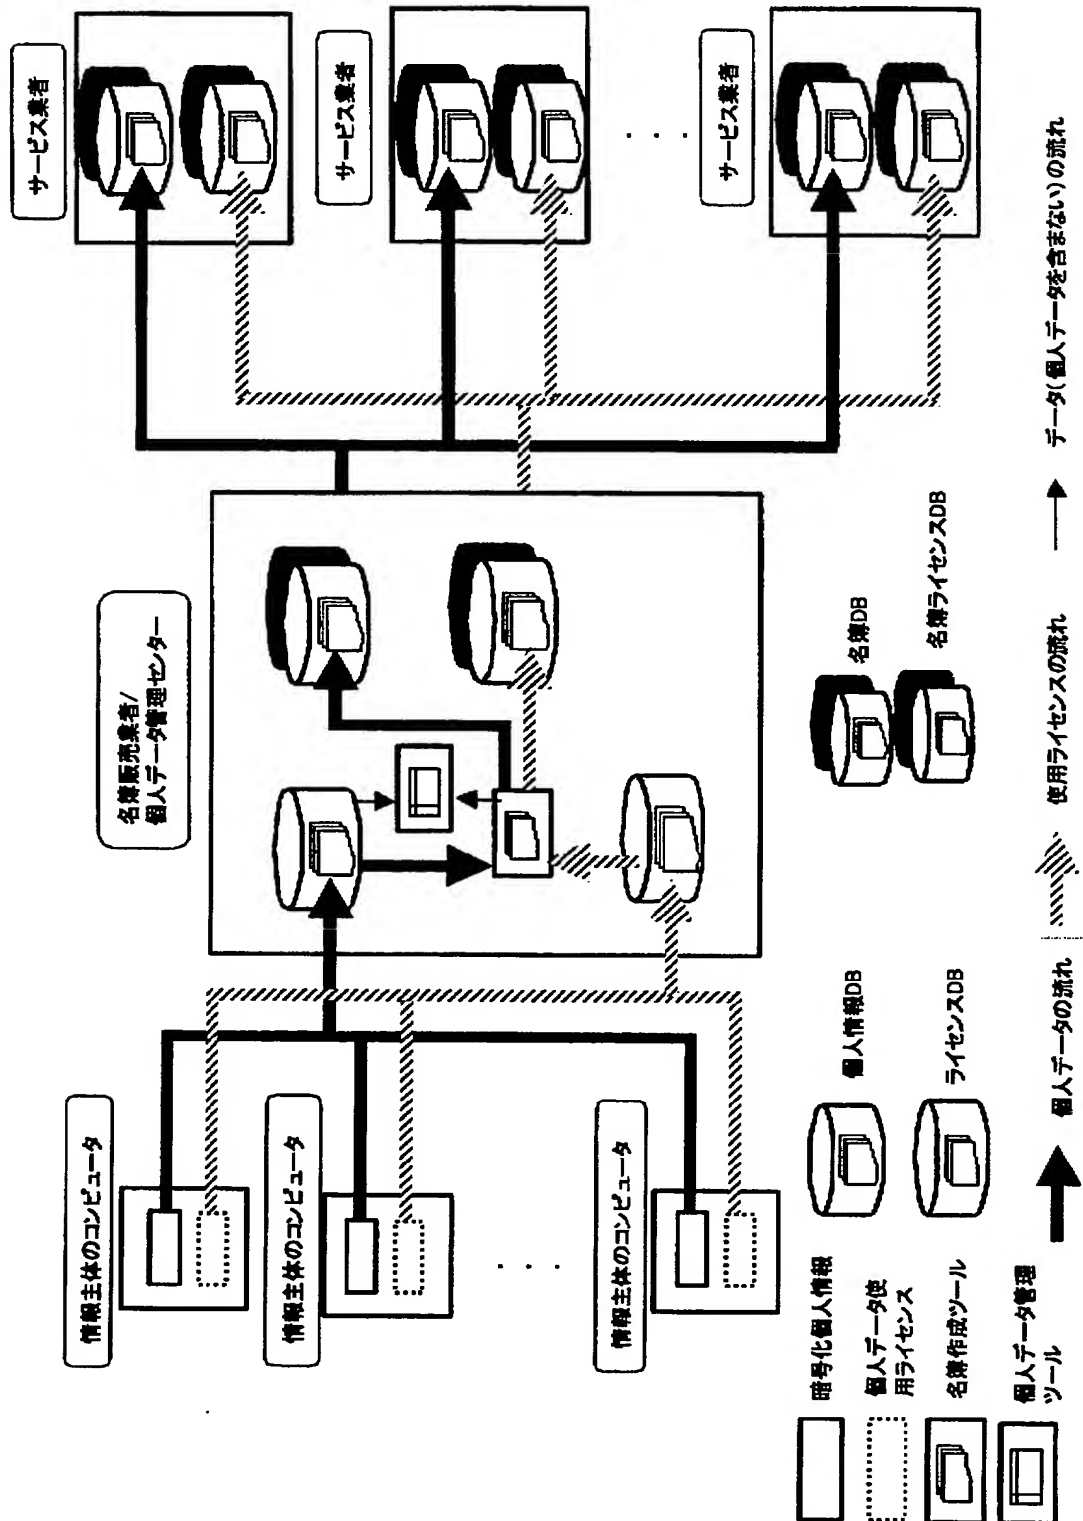 情報主体のコンピュータ
情報主体のコンピュータ
情報主体のコンピュータ
名簿販売業者/
個人データ管理センター
サービス業者
サービス業者
サービス業者
暗号化個人情報
個人データ使
用ライセンス
名簿作成ツール
個人データ管理
ツール
個人情報DB
ライセンスDB
名簿DB
名簿ライセンスDB
個人データの流れ
使用ライセンスの流れ
データ(個人データを含まない)の流れ